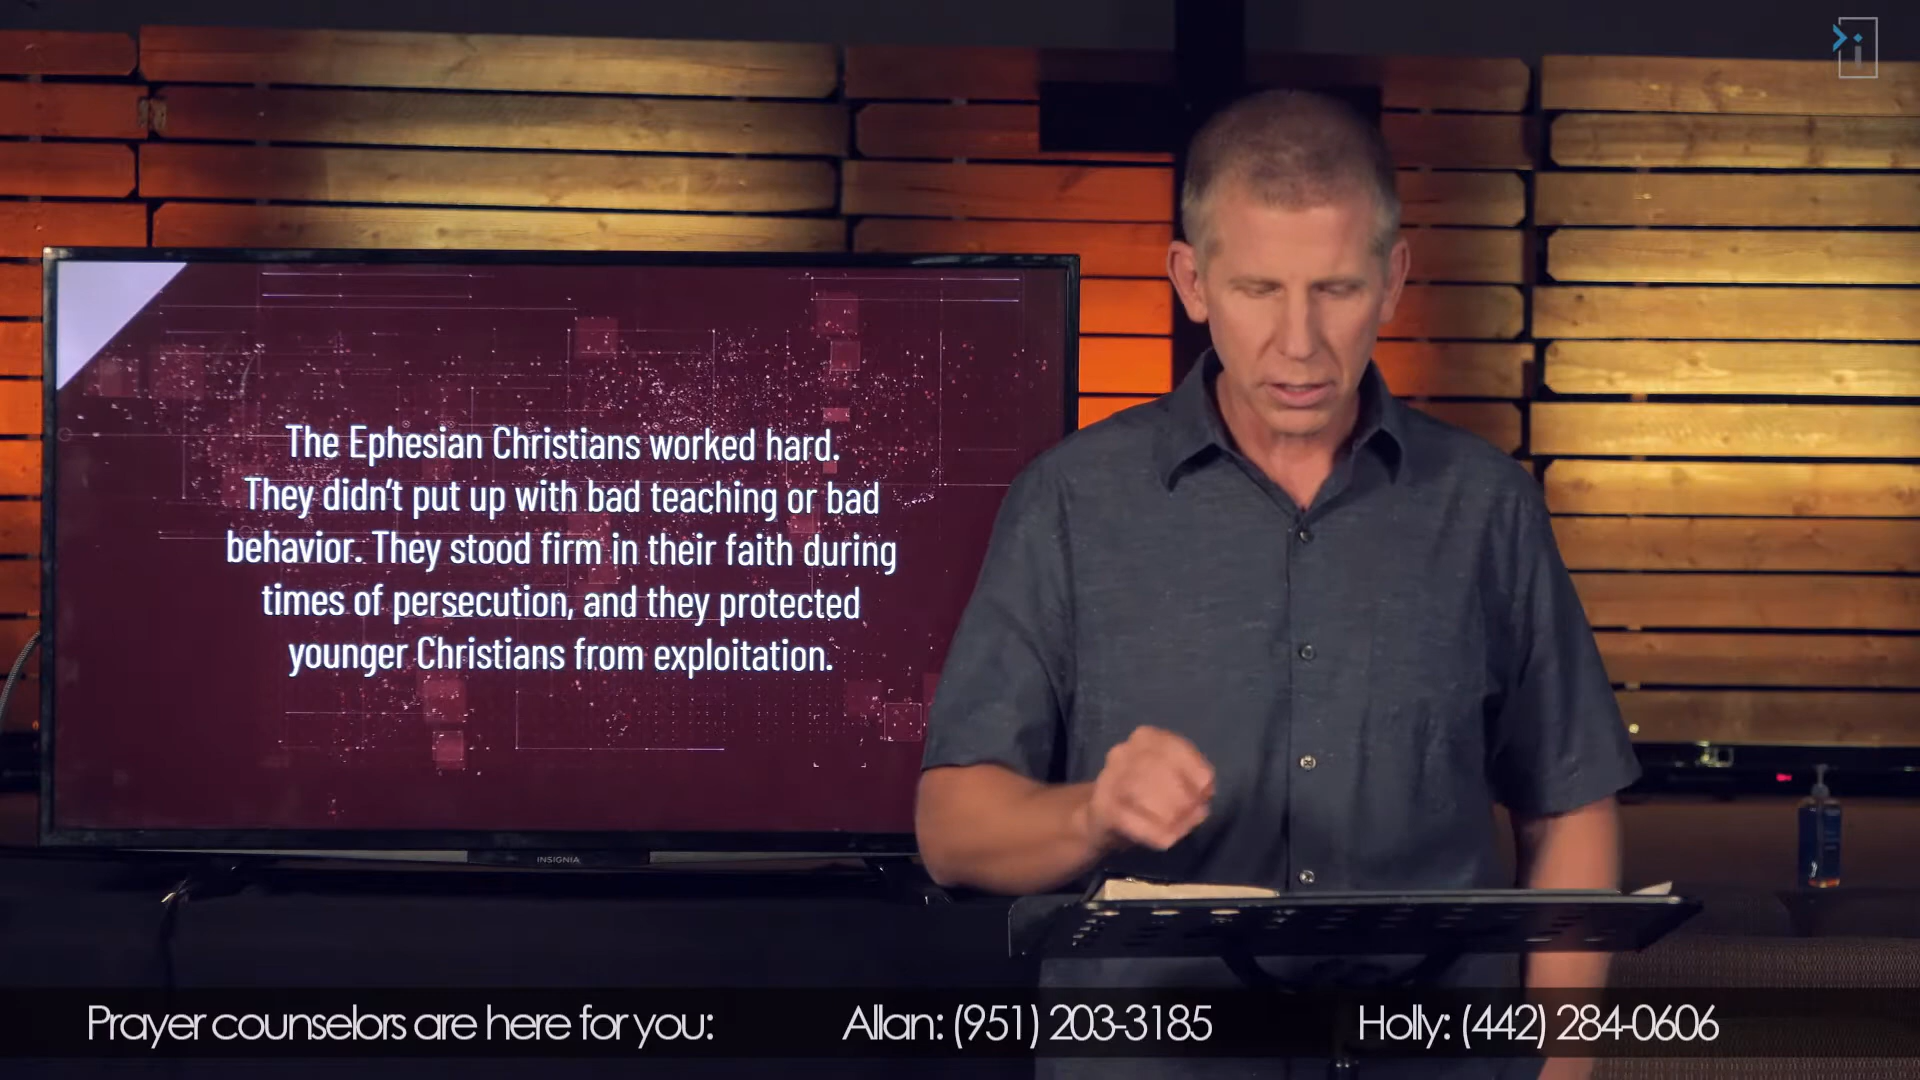 The Ephesian Christians worked hard.
They didn't put up with bad teaching or bad
behavior. They stood firm in their faith during
times of persecution, and they protected
younger Christians from exploitation.
INSIGNIA
Prayer counselors are here for you: Allan: (951) 203-3185 Holly: (442) 284-0606